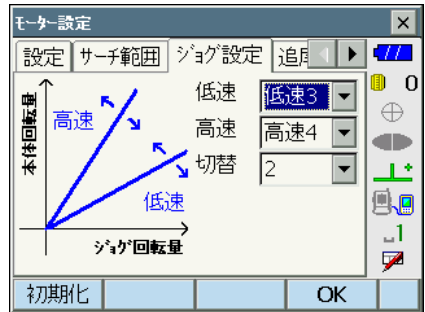 ﾓｰﾀｰ設定
設定 サーチ範囲 ｼﾞｮｸﾞ設定
低速 低速3
高速 高速4
切替 2
本体回転量
高速
低速
ｼﾞｮｸﾞ回転量
0
1
初期化 OK